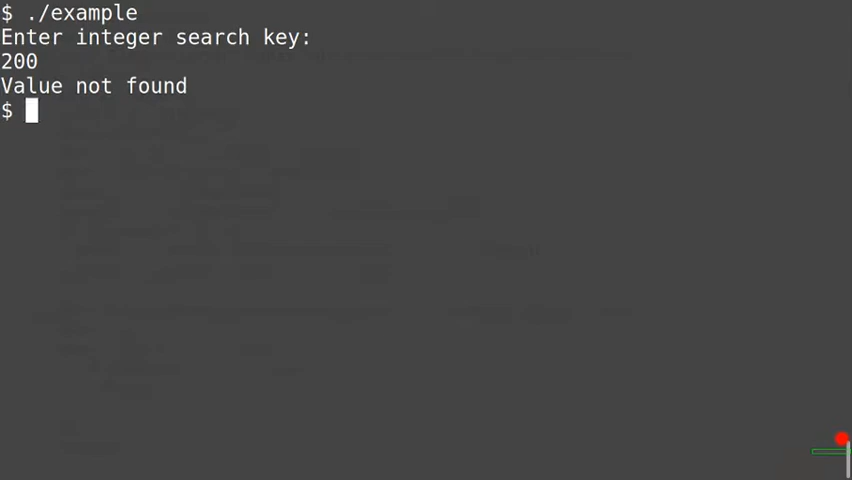 $ ./example
Enter integer search key:
200
Value not found
$